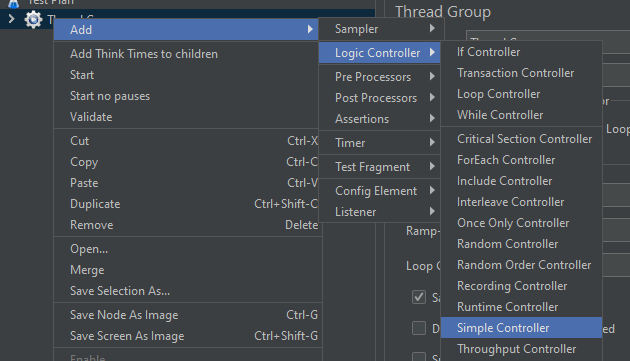 Test Plan
Thread Group
Add
Add Think Times to children
Start
Start no pauses
Validate
Cut Ctrl-X
Copy Ctrl-C
Paste Ctrl-V
Duplicate Ctrl+Shift-C
Remove Delete
Open...
Merge
Save Selection As...
Save Node As Image Ctrl-G
Save Screen As Image Ctrl+Shift-G
Enable
Sampler
Logic Controller
Pre Processors
Post Processors
Assertions
Timer
Test Fragment
Config Element
Listener
If Controller
Transaction Controller
Loop Controller
While Controller
Critical Section Controller
ForEach Controller
Include Controller
Interleave Controller
Once Only Controller
Random Controller
Random Order Controller
Recording Controller
Runtime Controller
Simple Controller
Throughput Controller
or
Loop
Ramp-
Loop C
Sa
D
ed